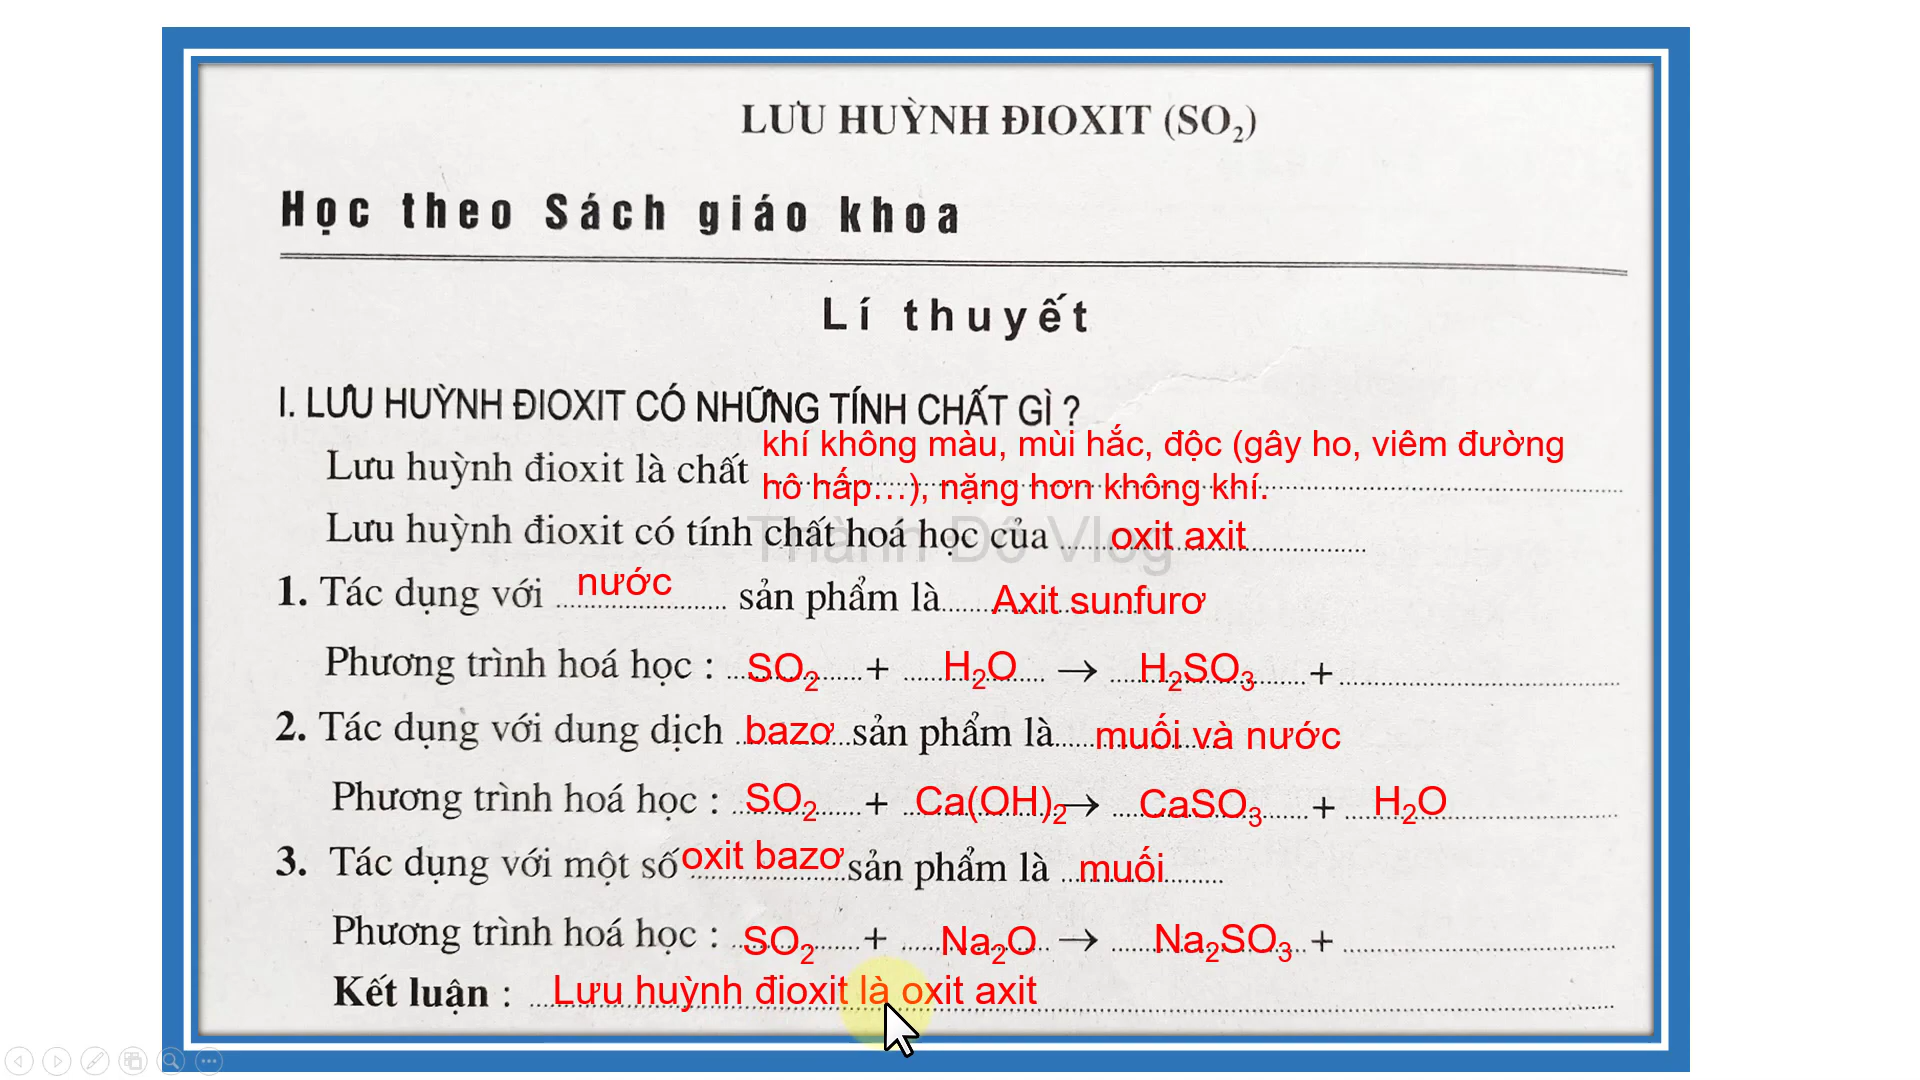 LƯU HUỲNH ĐIOXIT (SO₂)
Học theo Sách giáo khoa
Lí thuyết
I. LƯU HUỲNH ĐIOXIT CÓ NHỮNG TÍNH CHẤT GÌ ?
Lưu huỳnh đioxit là chất khí không màu, mùi hắc, độc (gây ho, viêm đường
hô hấp…), nặng hơn không khí.
Lưu huỳnh đioxit có tính chất hoá học của oxit axit
Thành Đô Vlog
1. Tác dụng với nước sản phẩm là Axit sunfurơ
Phương trình hoá học : SO₂ + H₂O → H₂SO₃ +
2. Tác dụng với dung dịch bazơ sản phẩm là muối và nước
Phương trình hoá học : SO₂ + Ca(OH)₂ → CaSO₃ + H₂O
3. Tác dụng với một số oxit bazơ sản phẩm là muối
Phương trình hoá học : SO₂ + Na₂O → Na₂SO₃ +
Kết luận : Lưu huỳnh đioxit là oxit axit